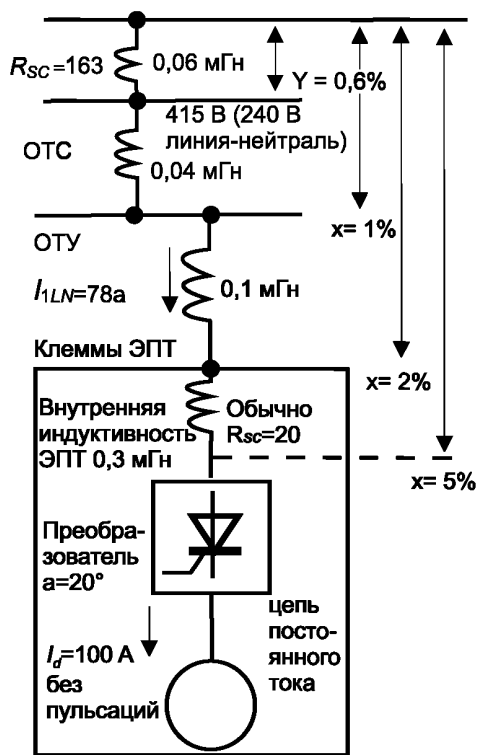 R_SC=163
0,06 мГн
Y = 0,6%
415 В (240 В
линия-нейтраль)
ОТС
0,04 мГн
x= 1%
ОТУ
I_1LN=78a
0,1 мГн
Клеммы ЭПТ
x= 2%
Внутренняя
индуктивность
ЭПТ 0,3 мГн
Обычно
R_SC=20
x= 5%
Преобра-
зователь
a=20°
I_d=100 А
без
пульсаций
цепь
посто-
янного
тока